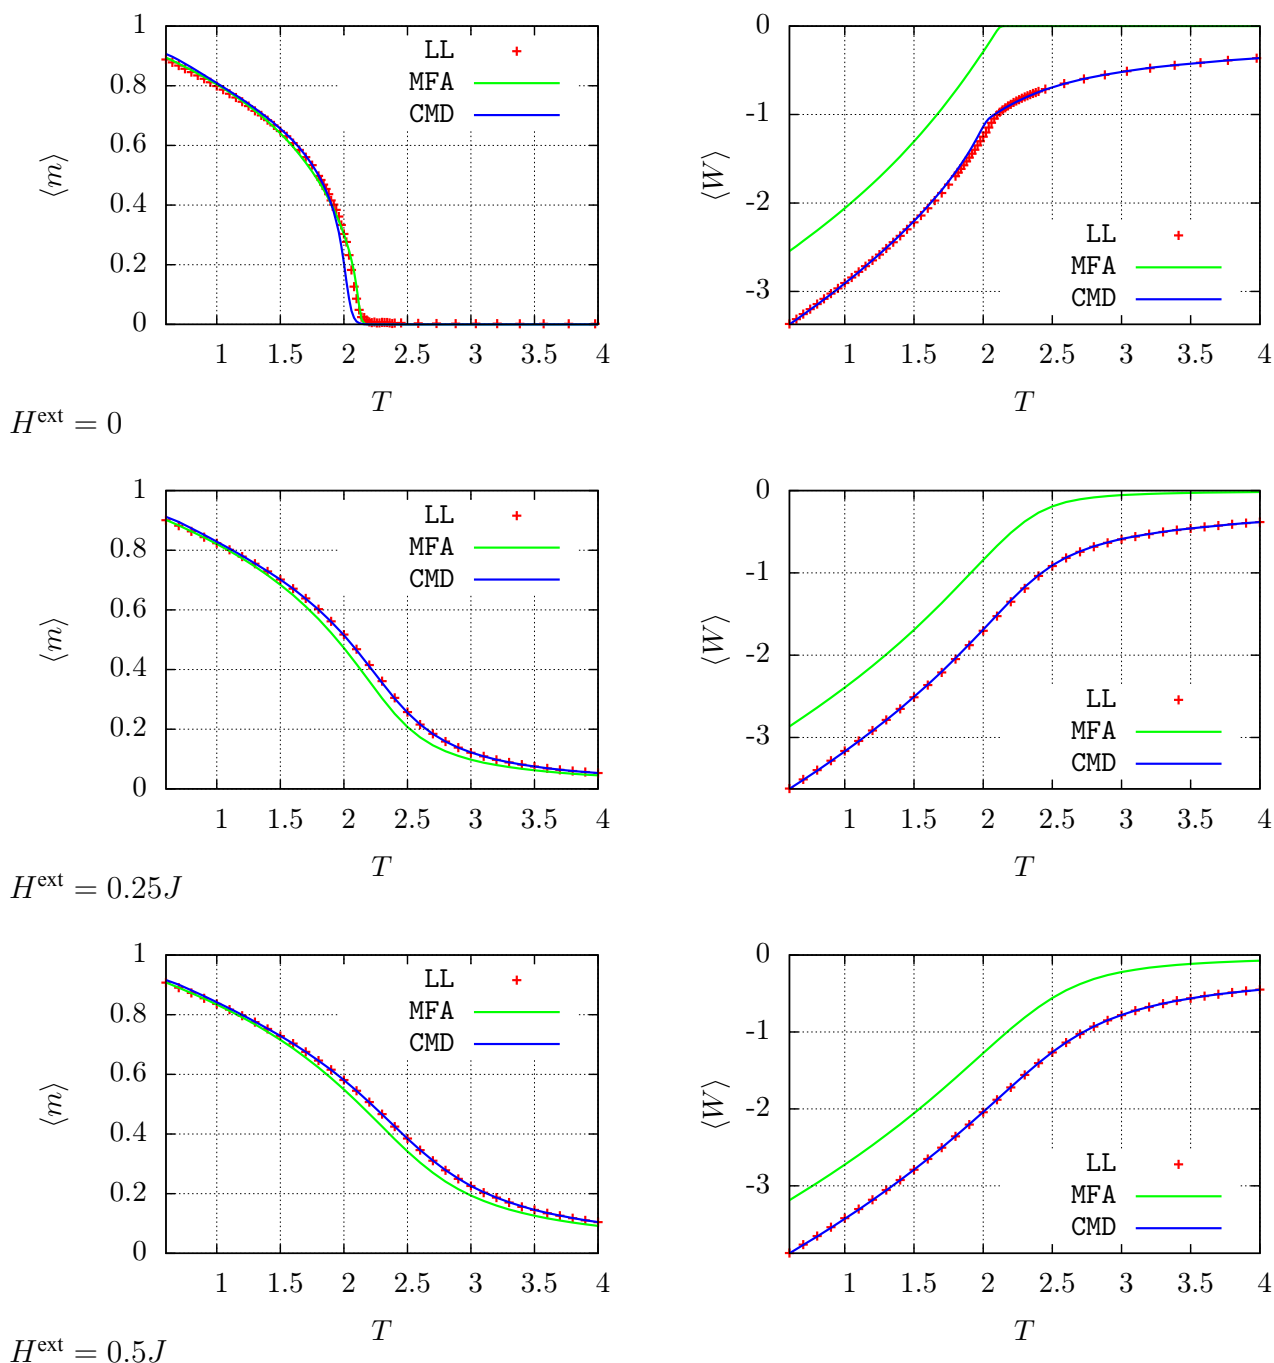 1
0.8
0.6
0.4
0.2
0
⟨m⟩
LL
MFA
CMD
1 1.5 2 2.5 3 3.5 4
T
0
-1
-2
-3
⟨W⟩
LL
MFA
CMD
1 1.5 2 2.5 3 3.5 4
T
H^ext = 0
1
0.8
0.6
0.4
0.2
0
⟨m⟩
LL
MFA
CMD
1 1.5 2 2.5 3 3.5 4
T
0
-1
-2
-3
⟨W⟩
LL
MFA
CMD
1 1.5 2 2.5 3 3.5 4
T
H^ext = 0.25J
1
0.8
0.6
0.4
0.2
0
⟨m⟩
LL
MFA
CMD
1 1.5 2 2.5 3 3.5 4
T
0
-1
-2
-3
⟨W⟩
LL
MFA
CMD
1 1.5 2 2.5 3 3.5 4
T
H^ext = 0.5J